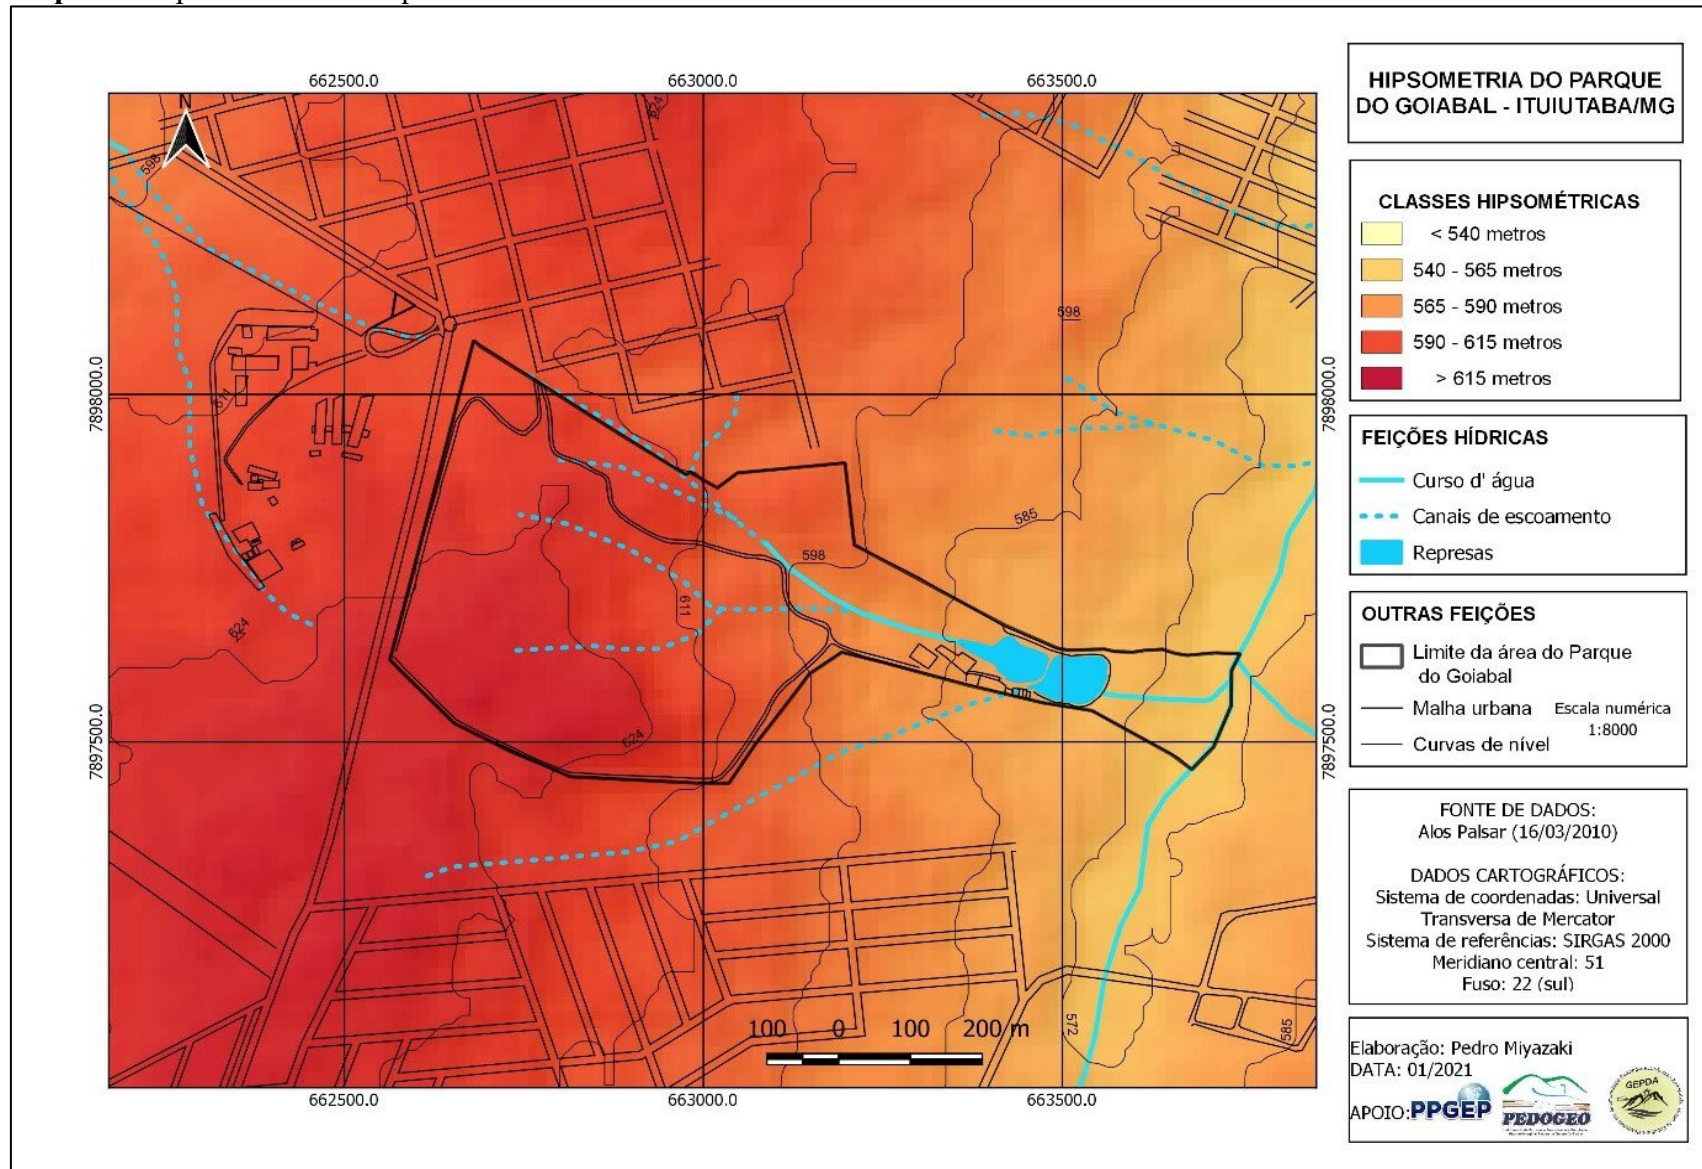 662500.0
663000.0
663500.0
N
598
624
598
7898000.0
7898000.0
611
585
598
611
624
624
7897500.0
7897500.0
572
585
100 0 100 200 m
662500.0
663000.0
663500.0
HIPSOMETRIA DO PARQUE
DO GOIABAL - ITUIUTABA/MG
CLASSES HIPSOMÉTRICAS
< 540 metros
540 - 565 metros
565 - 590 metros
590 - 615 metros
> 615 metros
FEIÇÕES HÍDRICAS
Curso d' água
Canais de escoamento
Represas
OUTRAS FEIÇÕES
Limite da área do Parque
do Goiabal
Malha urbana
Escala numérica
1:8000
Curvas de nível
FONTE DE DADOS:
Alos Palsar (16/03/2010)
DADOS CARTOGRÁFICOS:
Sistema de coordenadas: Universal
Transversa de Mercator
Sistema de referências: SIRGAS 2000
Meridiano central: 51
Fuso: 22 (sul)
Elaboração: Pedro Miyazaki
DATA: 01/2021
APOIO: PPGEP
PEDOGEO
GEPDA